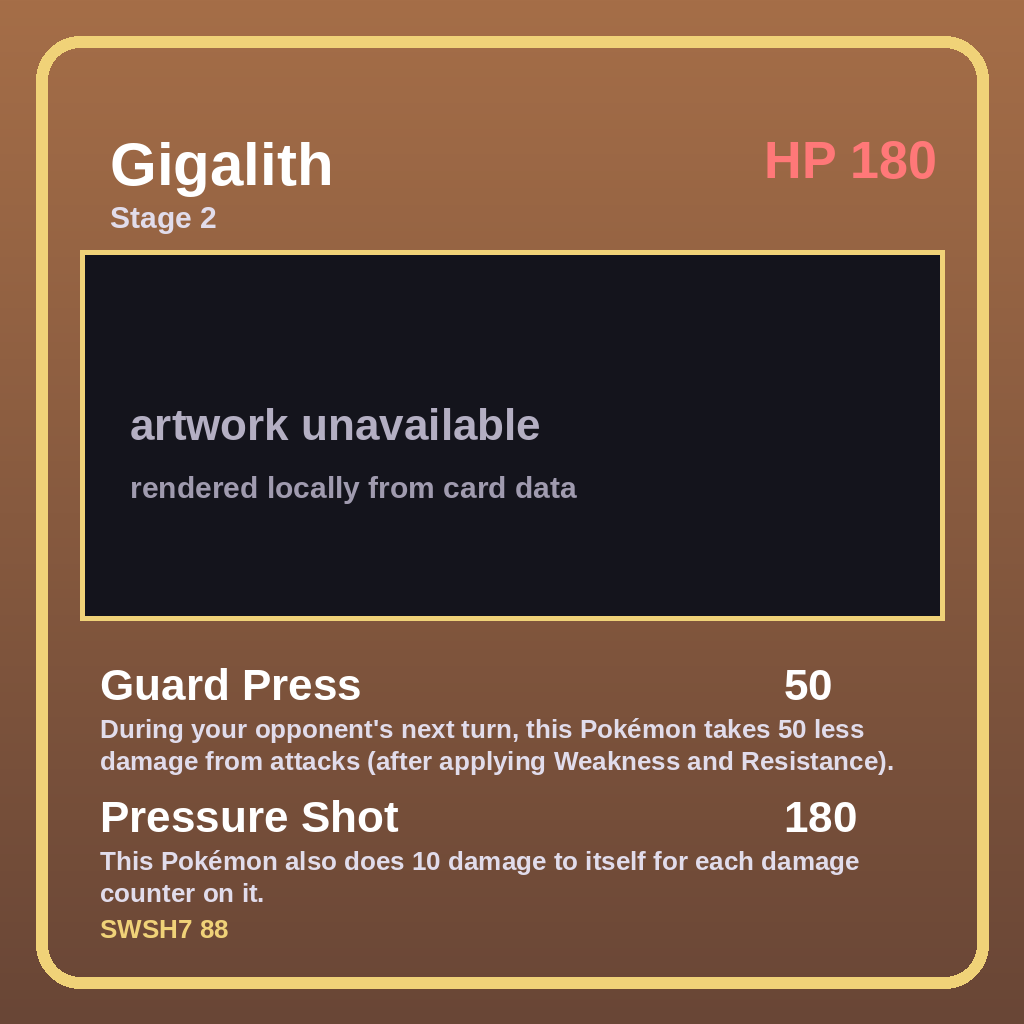 Gigalith
HP 180
Stage 2
artwork unavailable
rendered locally from card data
Guard Press 50
During your opponent's next turn, this Pokémon takes 50 less
damage from attacks (after applying Weakness and Resistance).
Pressure Shot 180
This Pokémon also does 10 damage to itself for each damage
counter on it.
SWSH7 88